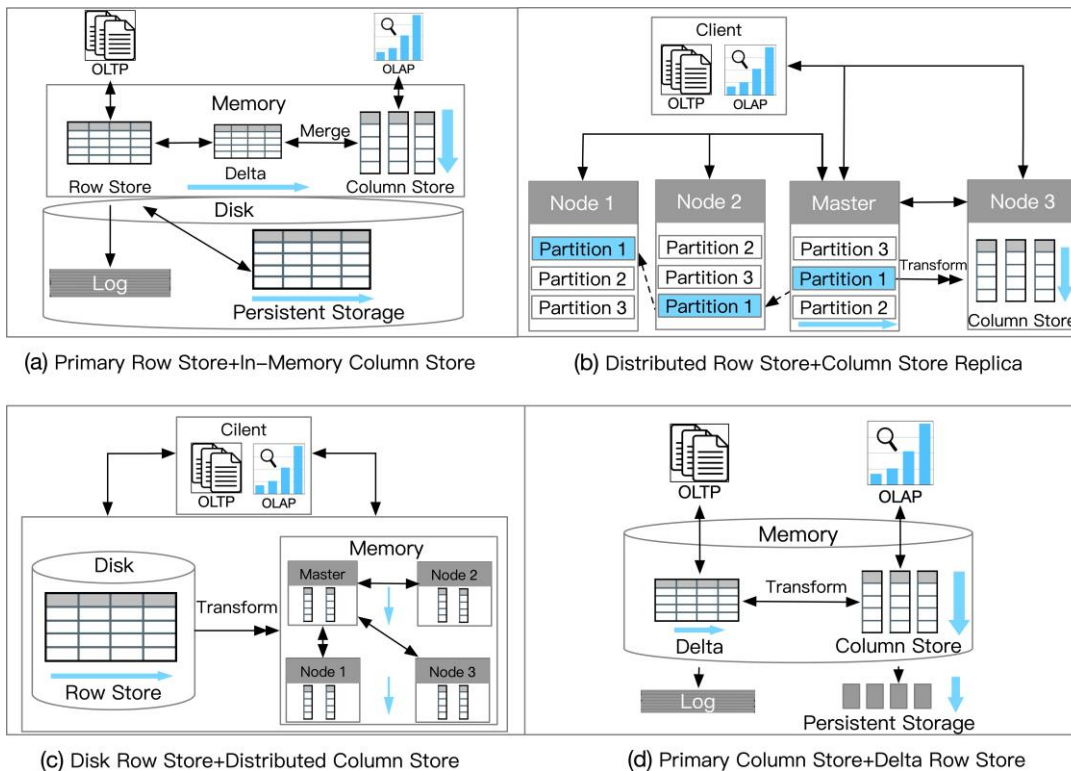 OLTP
OLAP
Memory
Merge
Row Store
Delta
Column Store
Disk
Log
Persistent Storage
(a) Primary Row Store+In-Memory Column Store
Client
OLTP
OLAP
Node 1
Node 2
Master
Node 3
Partition 1
Partition 2
Partition 3
Partition 2
Partition 3
Partition 1
Partition 3
Partition 1
Partition 2
Transform
Column Store
(b) Distributed Row Store+Column Store Replica
Cilent
OLTP
OLAP
Disk
Row Store
Transform
Memory
Master
Node 2
Node 1
Node 3
(c) Disk Row Store+Distributed Column Store
OLTP
OLAP
Memory
Transform
Delta
Column Store
Log
Persistent Storage
(d) Primary Column Store+Delta Row Store